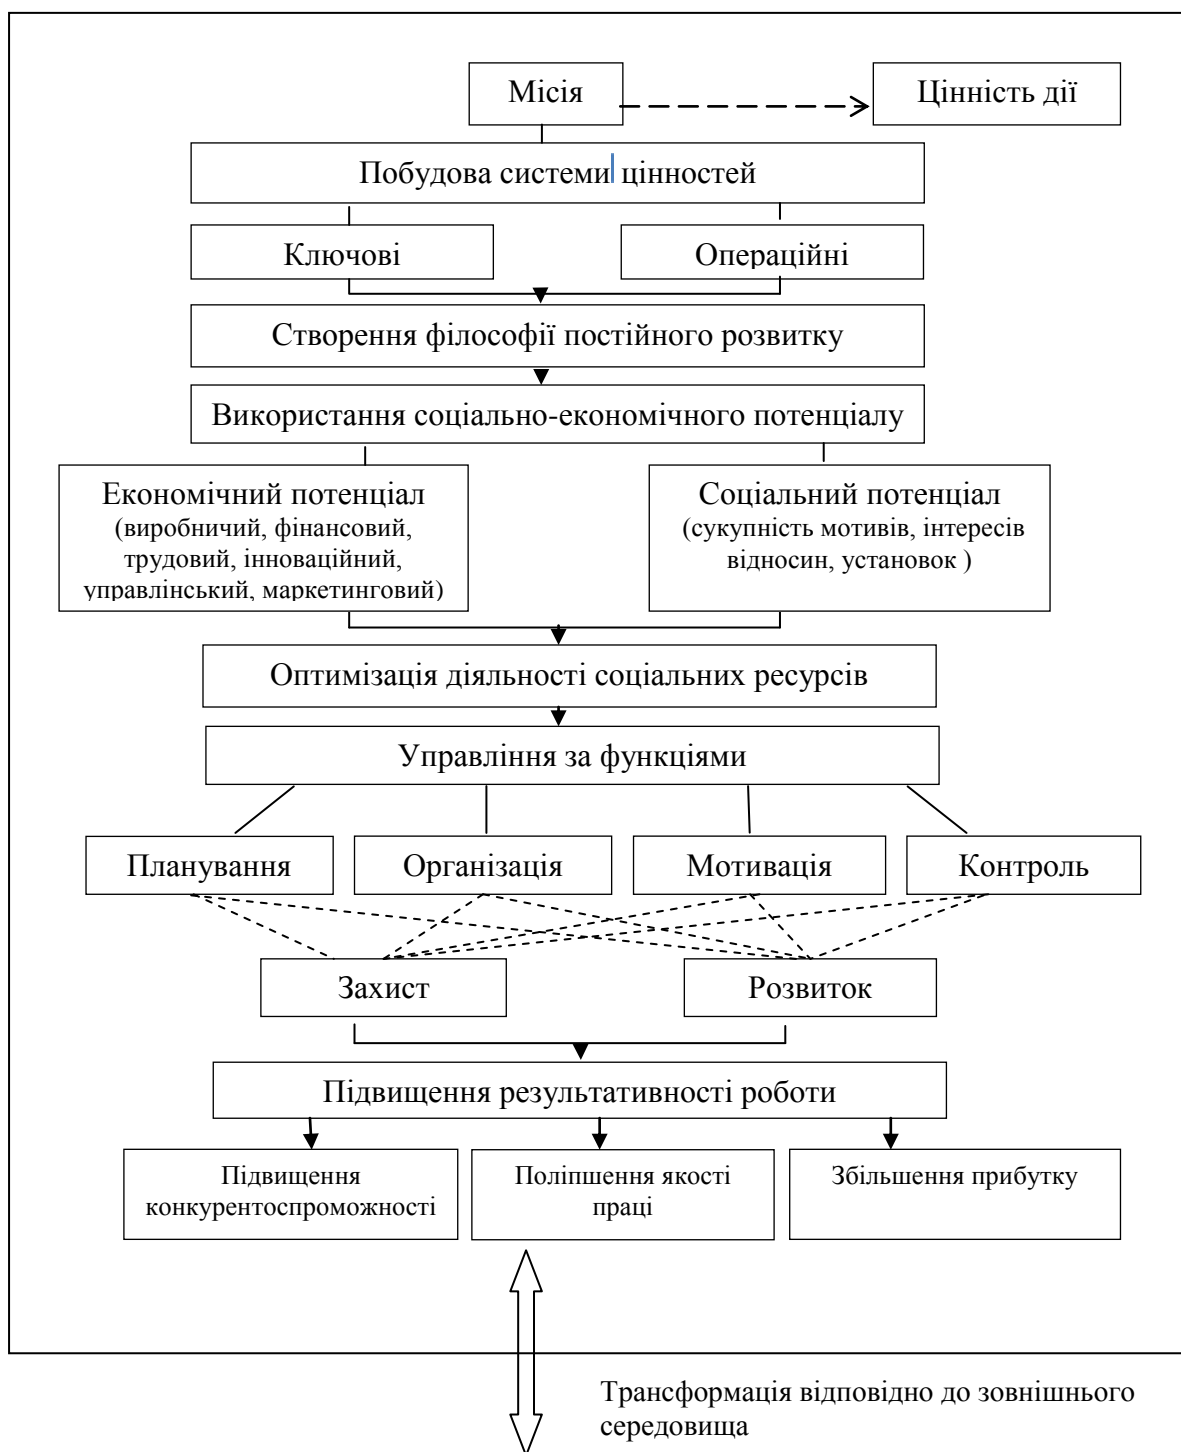 Місія
Цінність дії
Побудова системи цінностей
Ключові
Операційні
Створення філософії постійного розвитку
Використання соціально-економічного потенціалу
Економічний потенціал
(виробничий, фінансовий,
трудовий, інноваційний,
управлінський, маркетинговий)
Соціальний потенціал
(сукупність мотивів, інтересів
відносин, установок )
Оптимізація діяльності соціальних ресурсів
Управління за функціями
Планування
Організація
Мотивація
Контроль
Захист
Розвиток
Підвищення результативності роботи
Підвищення
конкурентоспроможності
Поліпшення якості
праці
Збільшення прибутку
Трансформація відповідно до зовнішнього
середовища